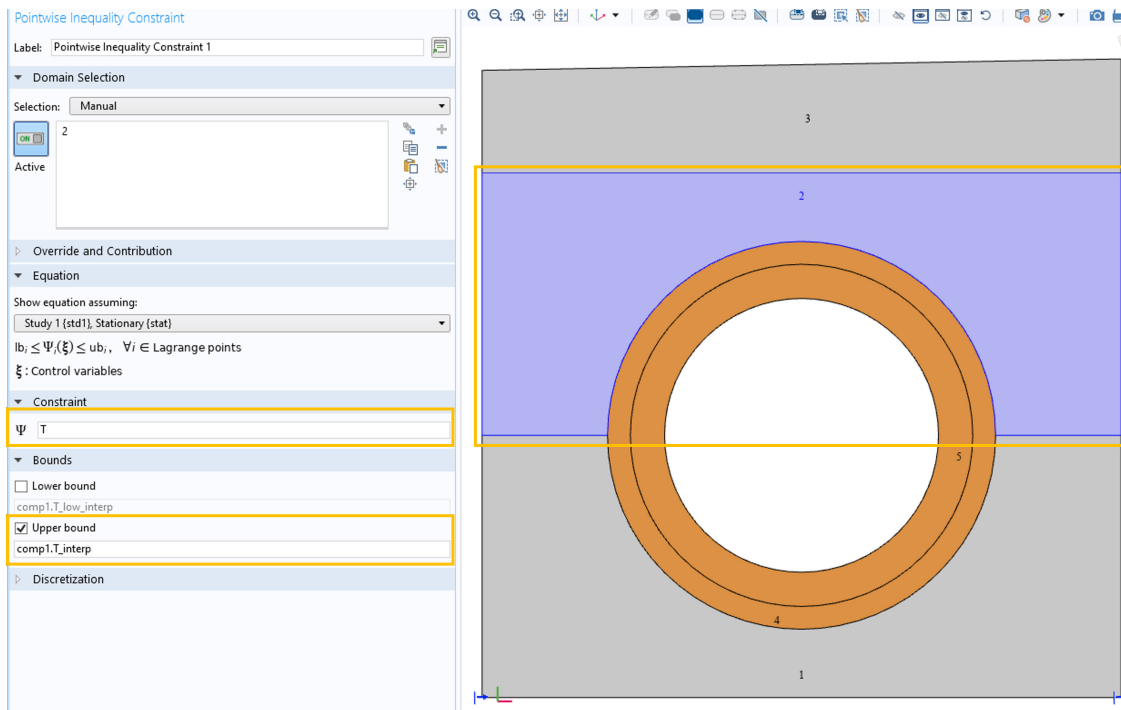 Pointwise Inequality Constraint
Label: Pointwise Inequality Constraint 1
Domain Selection
Selection: Manual
2
ON
Active
Override and Contribution
Equation
Show equation assuming:
Study 1 {std1}, Stationary {stat}
lbᵢ ≤ Ψᵢ(ξ) ≤ ubᵢ , ∀i ∈ Lagrange points
ξ : Control variables
Constraint
Ψ T
Bounds
Lower bound
comp1.T_low_interp
Upper bound
comp1.T_interp
Discretization
3
2
5
4
1